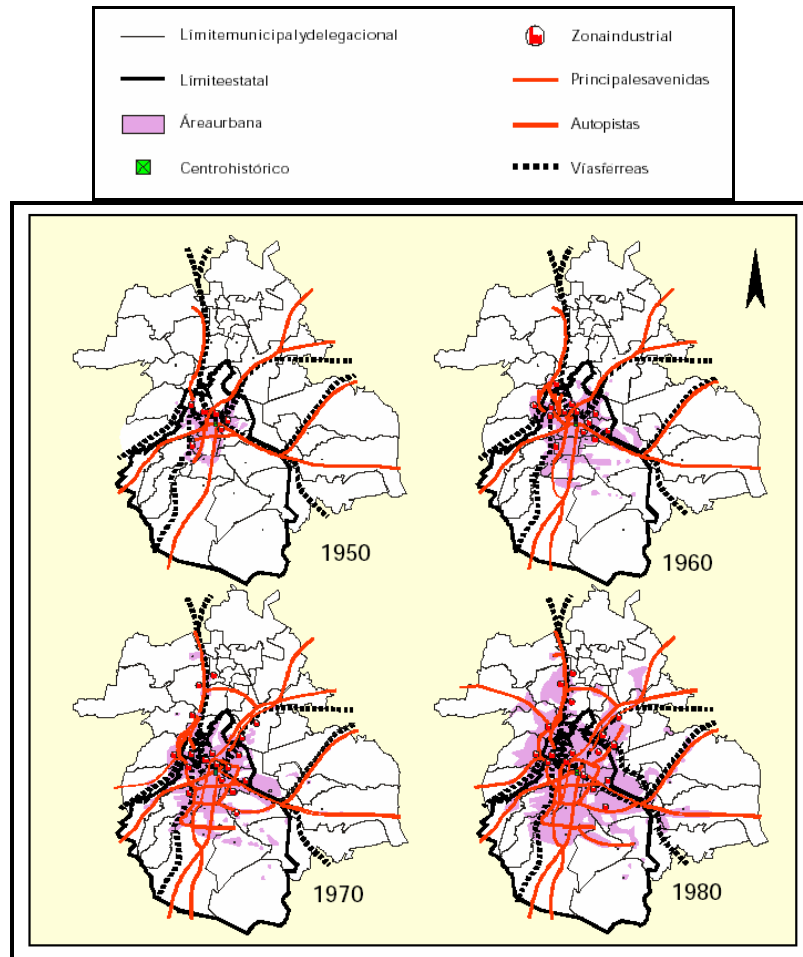 Límitemunicipalydelegacional
Zonaindustrial
Límiteestatal
Principalesavenidas
Áreaurbana
Autopistas
Centrohistórico
Víasférreas
1950
1960
1970
1980